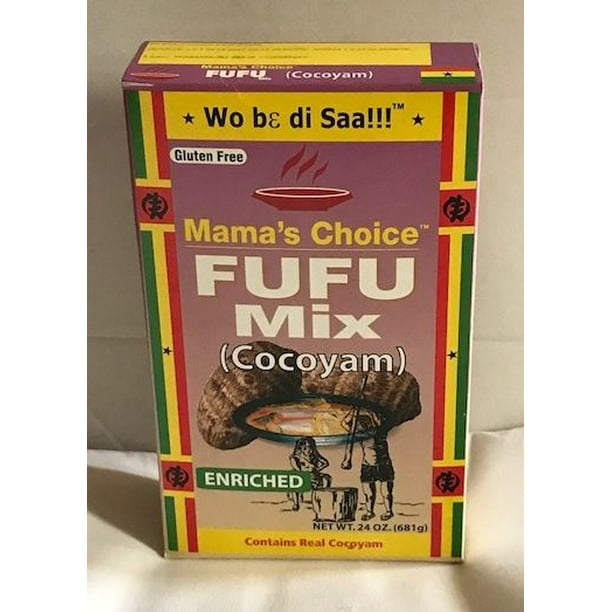 Mama's Choice
FUFU Mix (Cocoyam)
★ Wo bɛ di Saa!!!™ ★
Gluten Free
Mama's Choice™
FUFU
Mix
(Cocoyam)
ENRICHED
NET WT. 24 OZ. (681g)
Contains Real Cocoyam